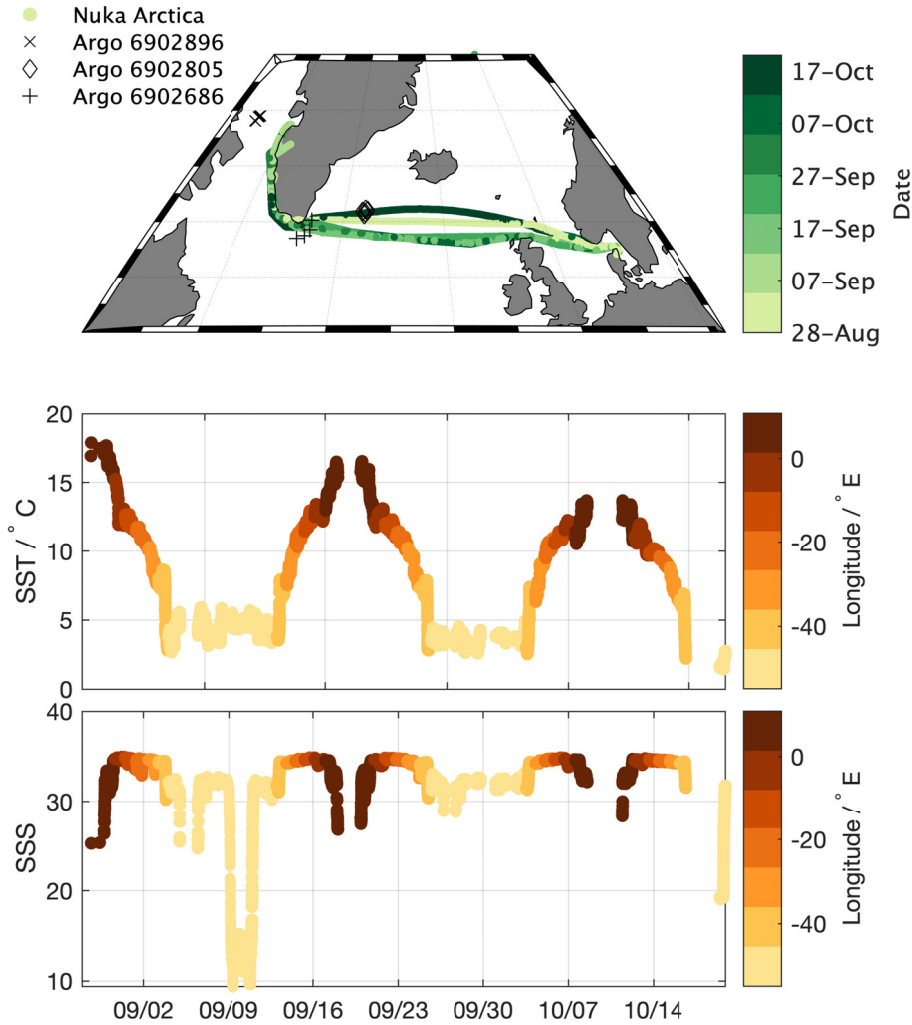 Nuka Arctica
Argo 6902896
Argo 6902805
Argo 6902686
17-Oct
07-Oct
27-Sep
17-Sep
07-Sep
28-Aug
Date
20
15
10
5
0
SST / ° C
0
-20
-40
Longitude / ° E
40
30
20
10
SSS
0
-20
-40
Longitude / ° E
09/02 09/09 09/16 09/23 09/30 10/07 10/14